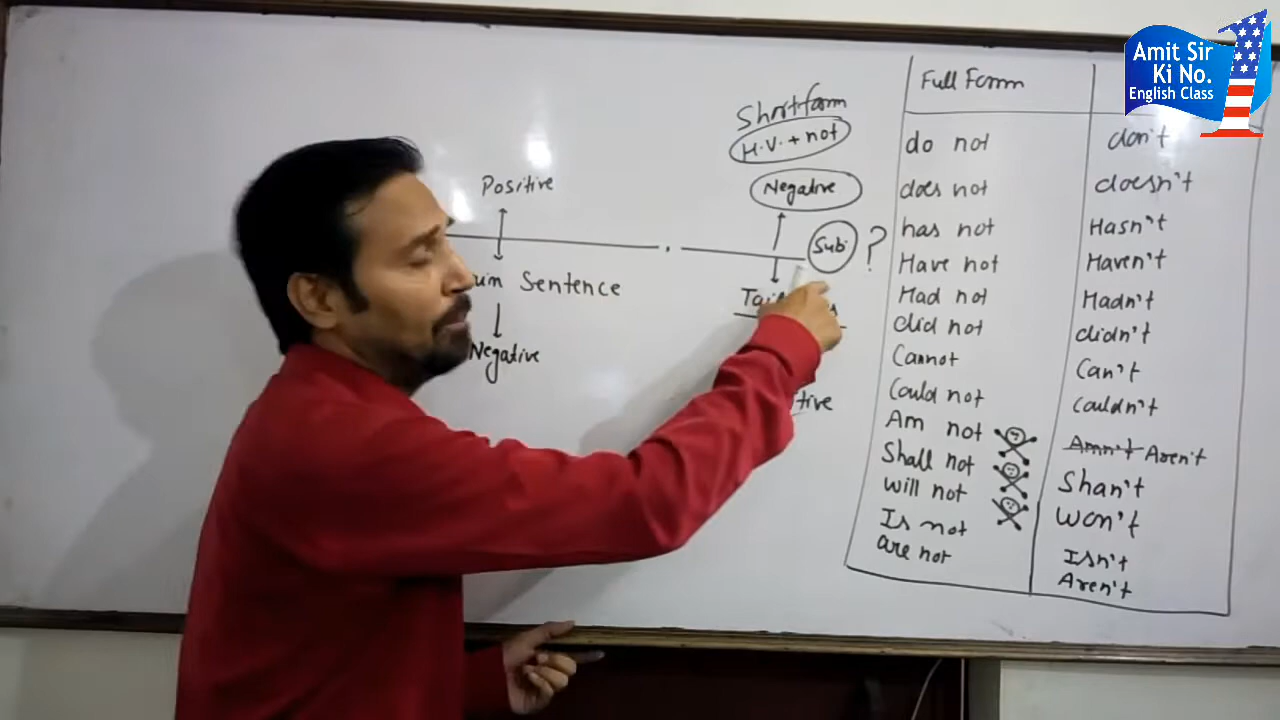 Amit Sir
Ki No.
English Class
1
Positive
Sentence
Negative
Short form
H.V. + not
Negative
Sub ?
Full Form
do not don't
does not doesn't
has not Hasn't
Have not Haven't
Had not Hadn't
did not didn't
Cannot Can't
Could not Couldn't
Am not Amn't Aren't
Shall not Shan't
will not Won't
Is not Isn't
are not Aren't